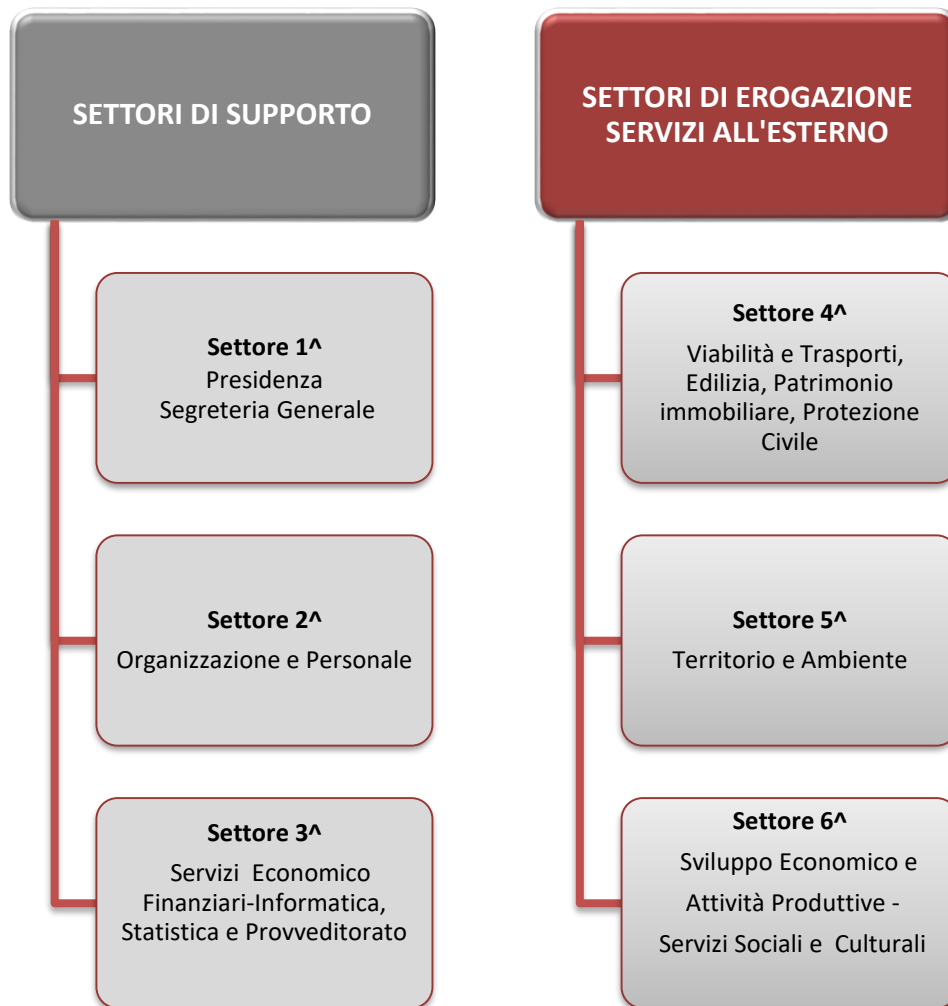 SETTORI DI SUPPORTO
Settore 1^
Presidenza
Segreteria Generale
Settore 2^
Organizzazione e Personale
Settore 3^
Servizi  Economico
Finanziari-Informatica,
Statistica e Provveditorato
SETTORI DI EROGAZIONE
SERVIZI ALL'ESTERNO
Settore 4^
Viabilità e Trasporti,
Edilizia, Patrimonio
immobiliare, Protezione
Civile
Settore 5^
Territorio e Ambiente
Settore 6^
Sviluppo Economico e
Attività Produttive -
Servizi Sociali e  Culturali